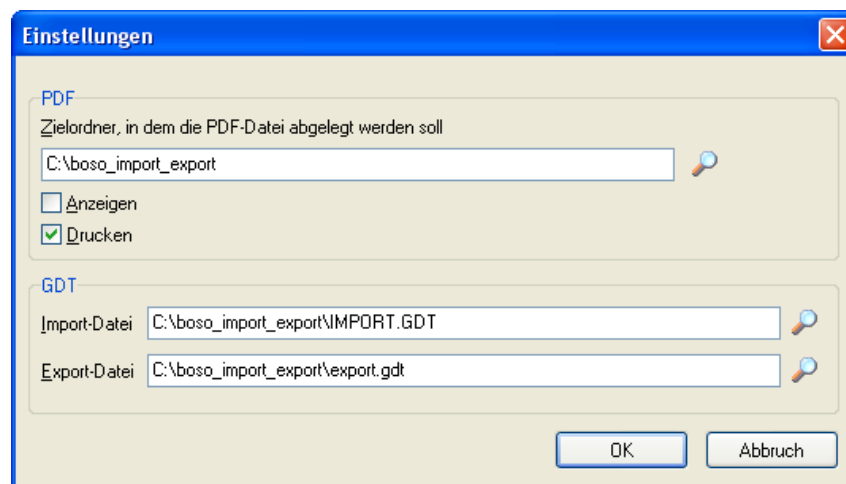 Einstellungen
PDF
Zielordner, in dem die PDF-Datei abgelegt werden soll
C:\boso_import_export
Anzeigen
Drucken
GDT
Import-Datei C:\boso_import_export\IMPORT.GDT
Export-Datei C:\boso_import_export\export.gdt
OK Abbruch